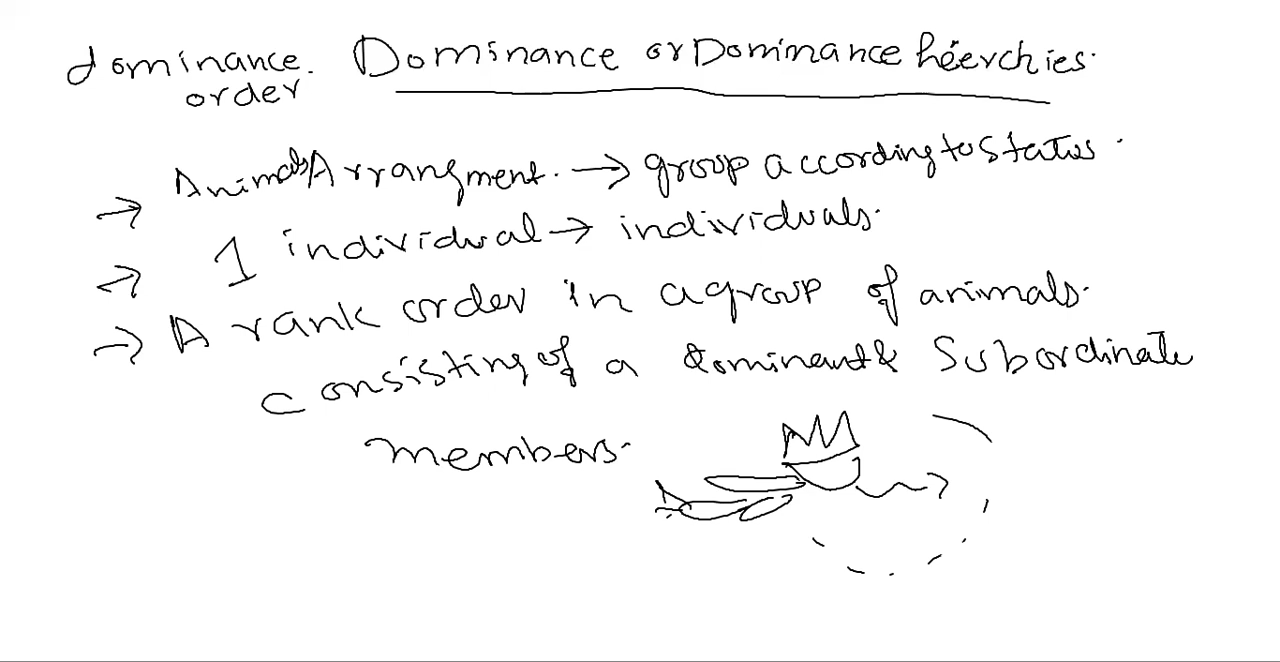 dominance. Dominance or Dominance héerchies.
order
→ Animals Arrangment. → group according to status.
→ 1 individual → individuals.
→ A rank order in a group of animals.
consisting of a dominant & Subordinate
members.